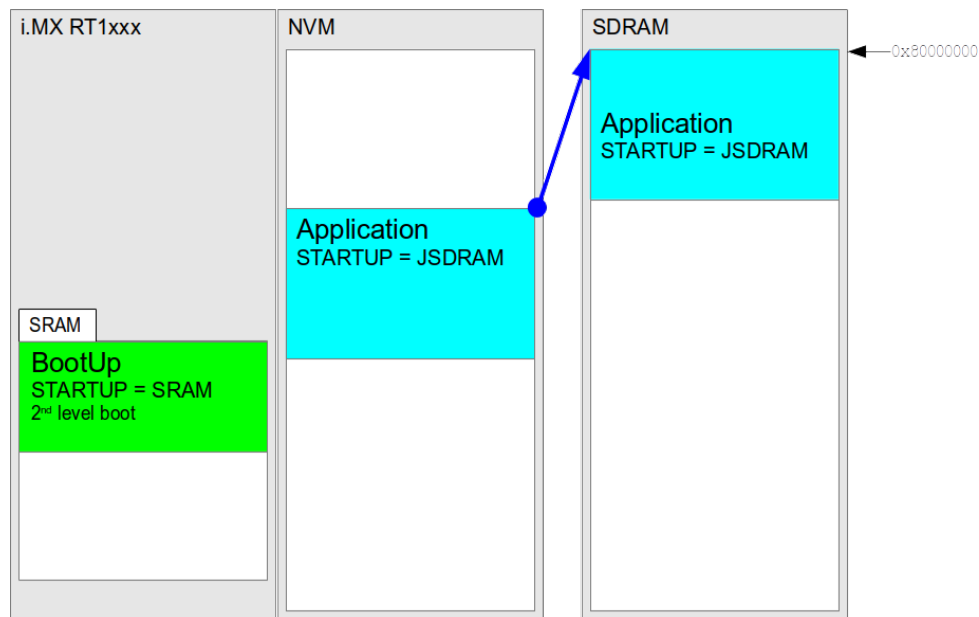 i.MX RT1xxx
NVM
SDRAM
0x80000000
Application
STARTUP = JSDRAM
Application
STARTUP = JSDRAM
SRAM
BootUp
STARTUP = SRAM
2nd level boot